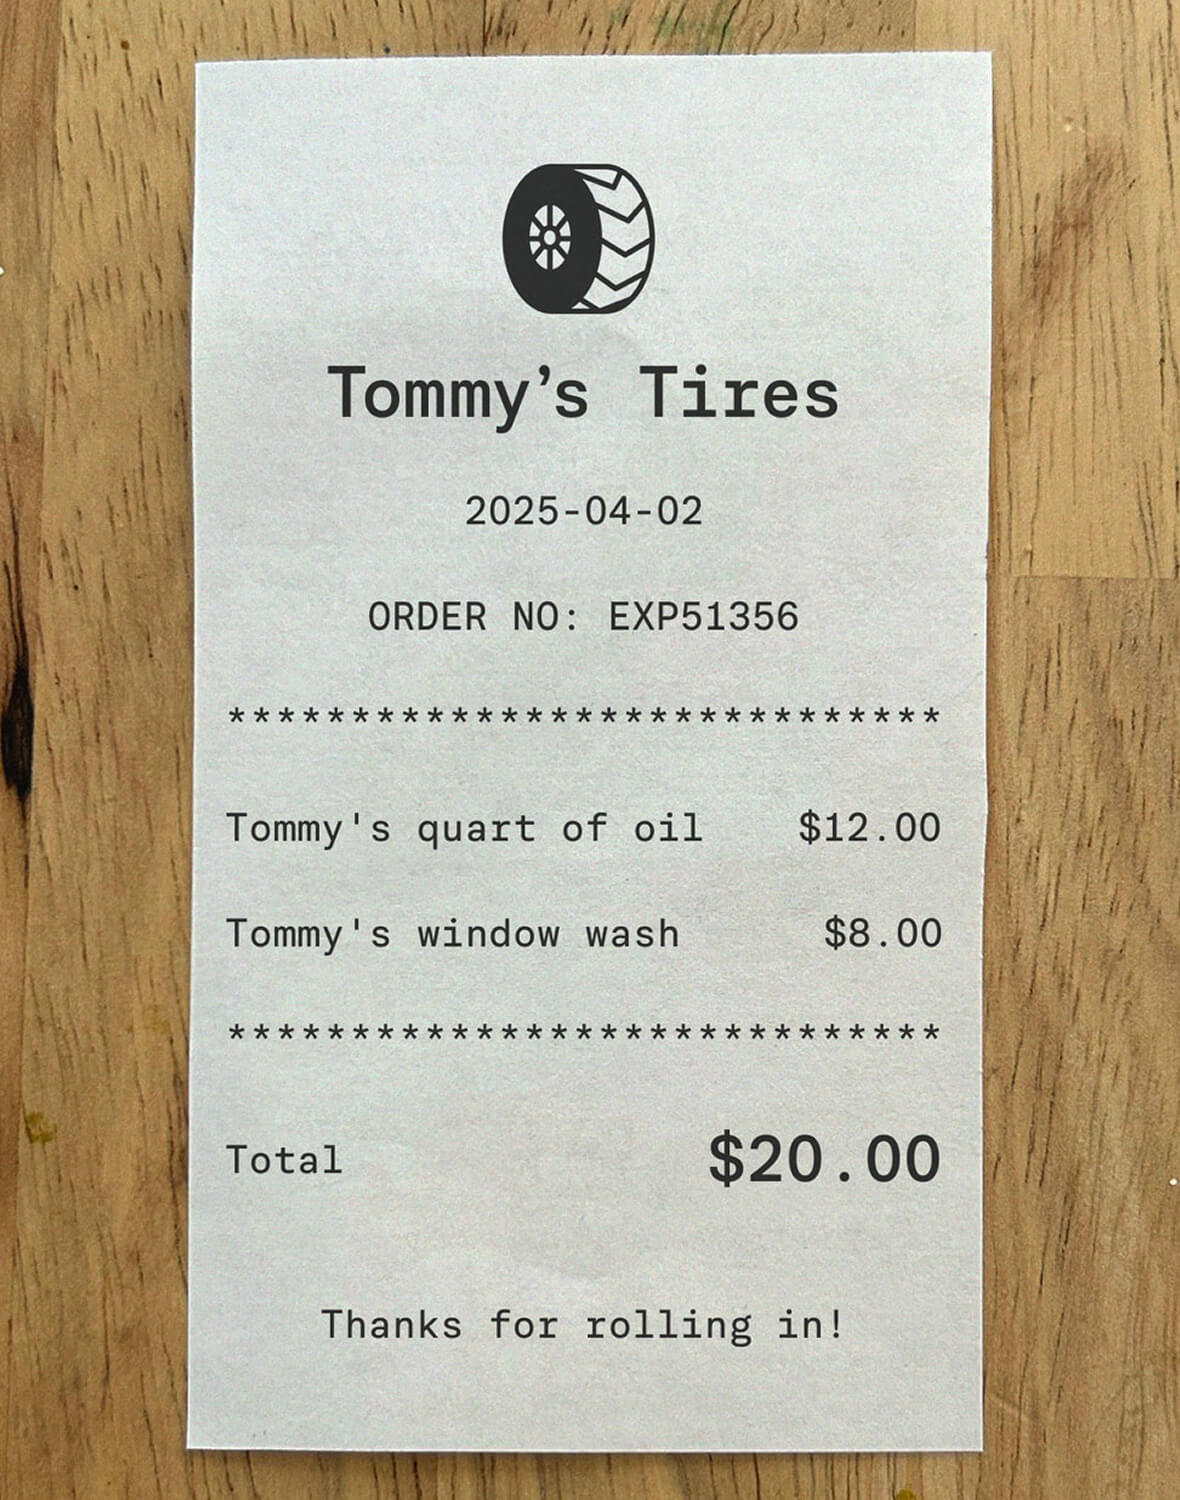 Tommy’s Tires
2025-04-02
ORDER NO: EXP51356
*****************************
Tommy's quart of oil $12.00
Tommy's window wash $8.00
*****************************
Total $20.00
Thanks for rolling in!